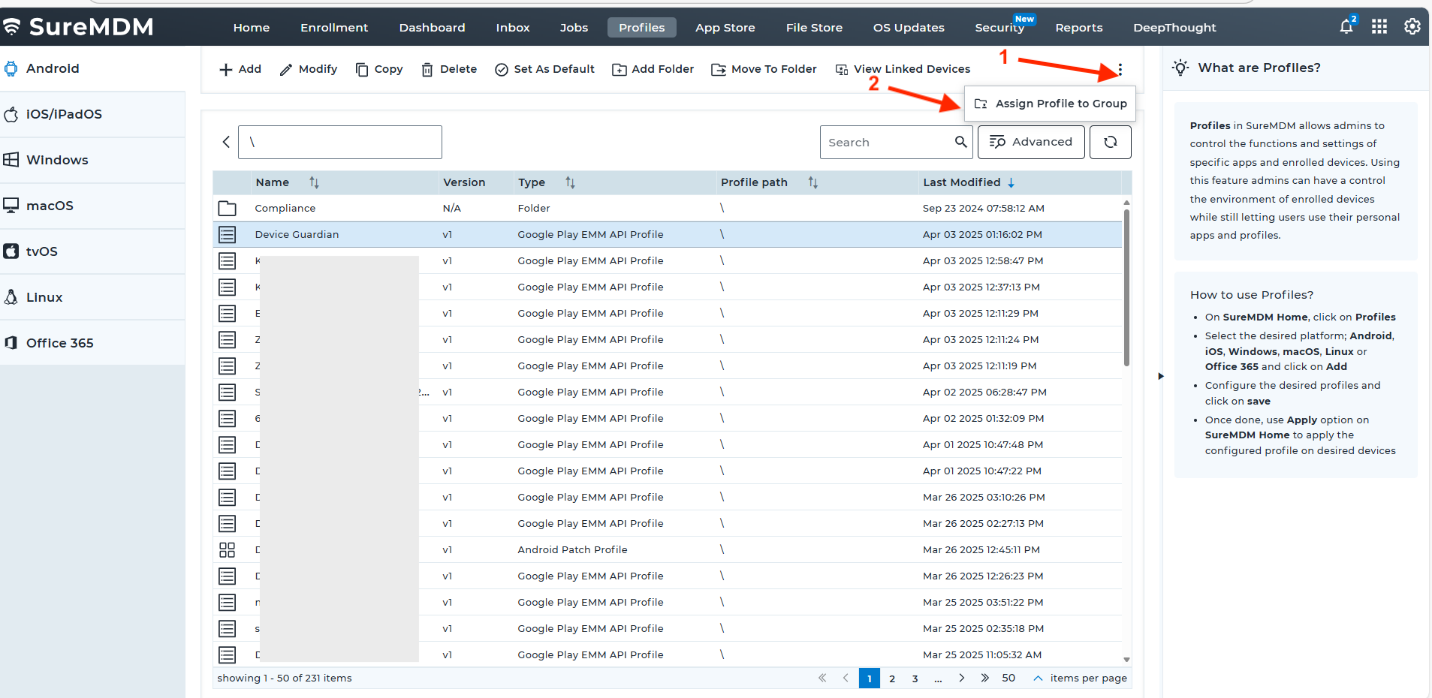 SureMDM
Home Enrollment Dashboard Inbox Jobs Profiles App Store File Store OS Updates Security New Reports DeepThought 2
Android
iOS/iPadOS
Windows
macOS
tvOS
Linux
Office 365
Add Modify Copy Delete Set As Default Add Folder Move To Folder View Linked Devices
1
2
Assign Profile to Group
\
Search Advanced
Name Version Type Profile path Last Modified
Compliance N/A Folder \ Sep 23 2024 07:58:12 AM
Device Guardian v1 Google Play EMM API Profile \ Apr 03 2025 01:16:02 PM
K v1 Google Play EMM API Profile \ Apr 03 2025 12:58:47 PM
K v1 Google Play EMM API Profile \ Apr 03 2025 12:37:13 PM
E v1 Google Play EMM API Profile \ Apr 03 2025 12:11:29 PM
Z v1 Google Play EMM API Profile \ Apr 03 2025 12:11:24 PM
Z v1 Google Play EMM API Profile \ Apr 03 2025 12:11:19 PM
S 2... v1 Google Play EMM API Profile \ Apr 02 2025 06:28:47 PM
6 v1 Google Play EMM API Profile \ Apr 02 2025 01:32:09 PM
D v1 Google Play EMM API Profile \ Apr 01 2025 10:47:48 PM
D v1 Google Play EMM API Profile \ Apr 01 2025 10:47:22 PM
D v1 Google Play EMM API Profile \ Mar 26 2025 03:10:26 PM
D v1 Google Play EMM API Profile \ Mar 26 2025 02:27:13 PM
D v1 Android Patch Profile \ Mar 26 2025 12:45:11 PM
D v1 Google Play EMM API Profile \ Mar 26 2025 12:26:23 PM
v1 Google Play EMM API Profile \ Mar 25 2025 03:51:22 PM
s v1 Google Play EMM API Profile \ Mar 25 2025 02:35:18 PM
D v1 Google Play EMM API Profile \ Mar 25 2025 11:05:32 AM
showing 1 - 50 of 231 items 1 2 3 ... 50 items per page
What are Profiles?
Profiles in SureMDM allows admins to
control the functions and settings of
specific apps and enrolled devices. Using
this feature admins can have a control
the environment of enrolled devices
while still letting users use their personal
apps and profiles.
How to use Profiles?
• On SureMDM Home, click on Profiles
• Select the desired platform; Android,
iOS, Windows, macOS, Linux or
Office 365 and click on Add
• Configure the desired profiles and
click on save
• Once done, use Apply option on
SureMDM Home to apply the
configured profile on desired devices